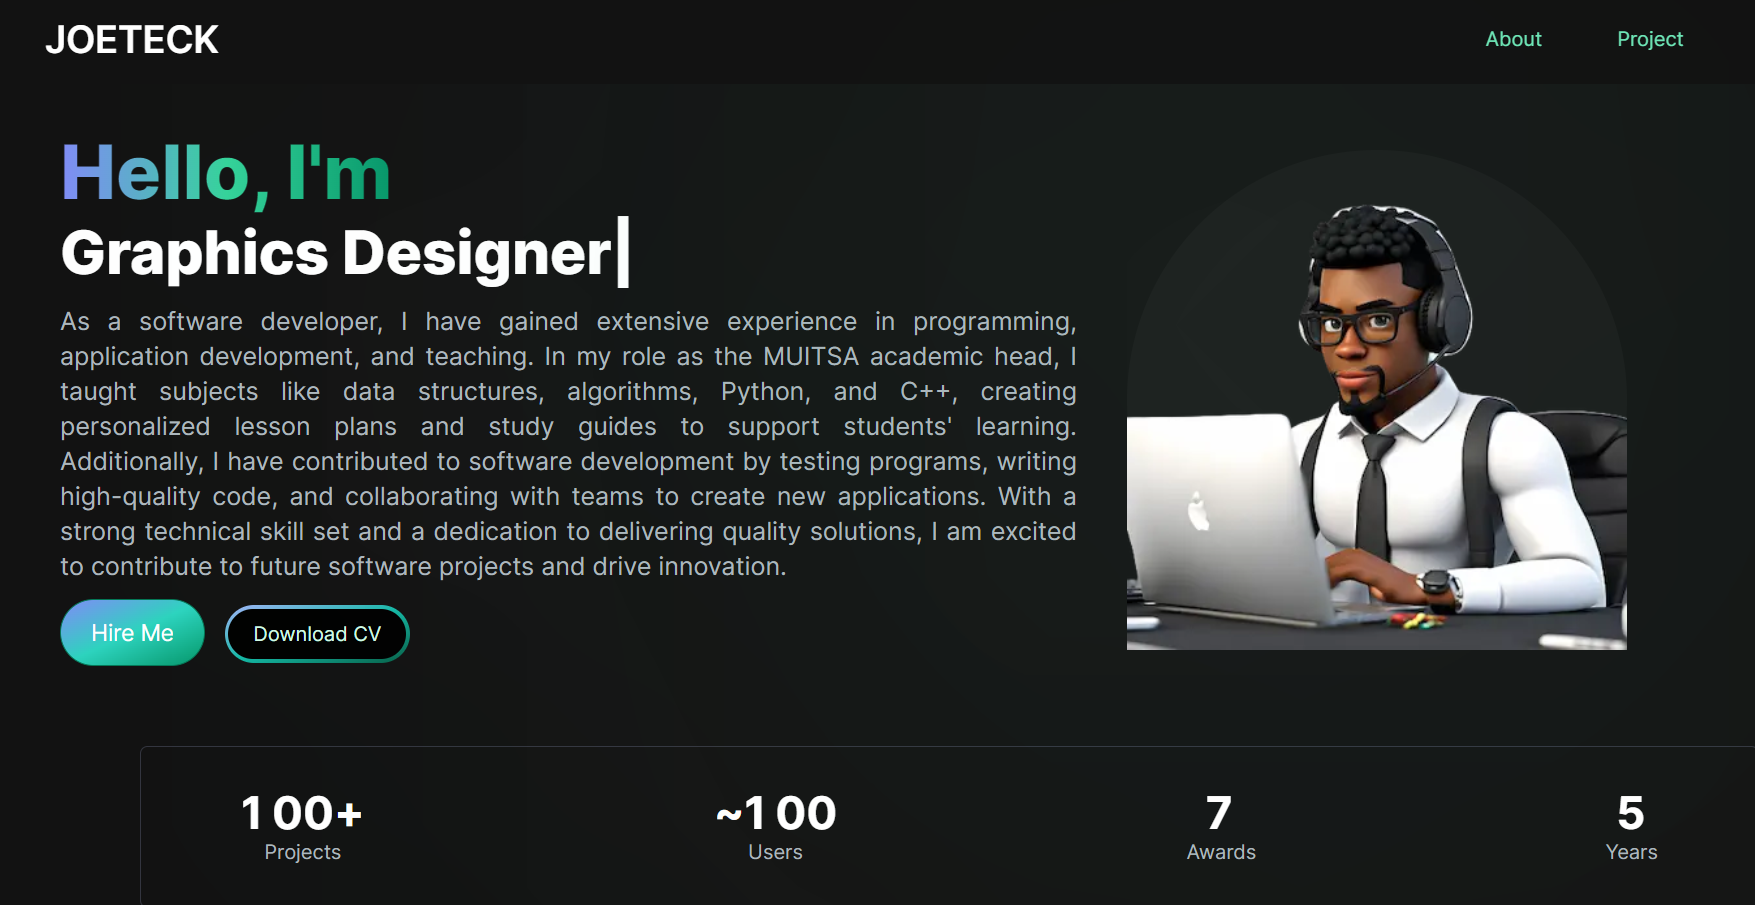 JOETECK
About
Project
Hello, I'm
Graphics Designer|
As a software developer, I have gained extensive experience in programming,
application development, and teaching. In my role as the MUITSA academic head, I
taught subjects like data structures, algorithms, Python, and C++, creating
personalized lesson plans and study guides to support students' learning.
Additionally, I have contributed to software development by testing programs, writing
high-quality code, and collaborating with teams to create new applications. With a
strong technical skill set and a dedication to delivering quality solutions, I am excited
to contribute to future software projects and drive innovation.
Hire Me
Download CV
100+
Projects
~100
Users
7
Awards
5
Years